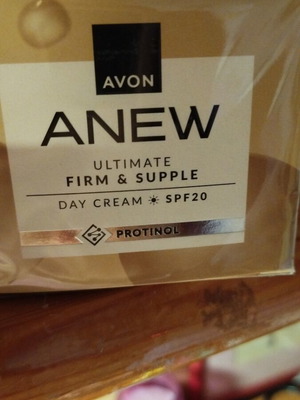 AVON
ANEW
ULTIMATE
FIRM & SUPPLE
DAY CREAM ☀ SPF20
PROTINOL